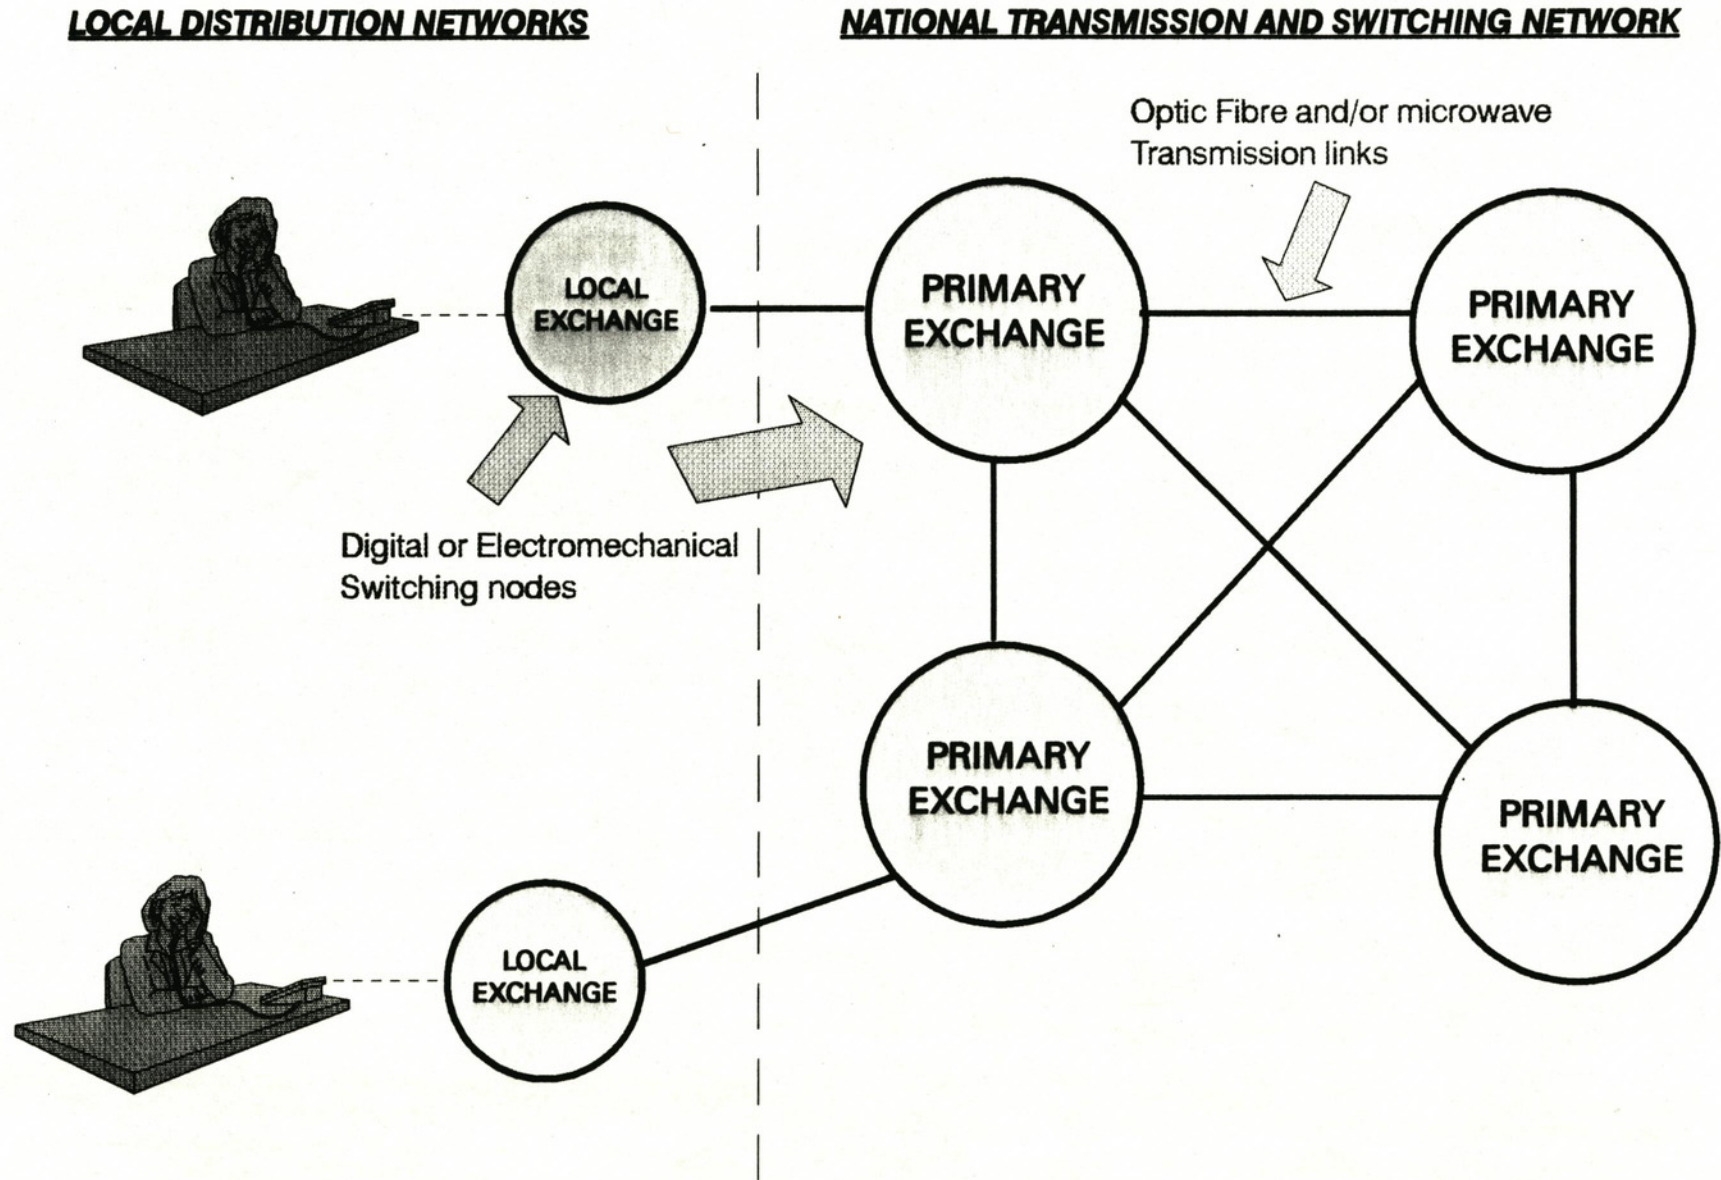 LOCAL DISTRIBUTION NETWORKS
NATIONAL TRANSMISSION AND SWITCHING NETWORK
Optic Fibre and/or microwave
Transmission links
LOCAL
EXCHANGE
PRIMARY
EXCHANGE
PRIMARY
EXCHANGE
Digital or Electromechanical
Switching nodes
PRIMARY
EXCHANGE
PRIMARY
EXCHANGE
LOCAL
EXCHANGE